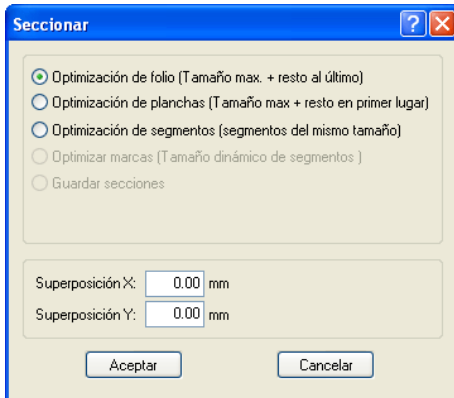 Seccionar
Optimización de folio (Tamaño max. + resto al último)
Optimización de planchas (Tamaño max + resto en primer lugar)
Optimización de segmentos (segmentos del mismo tamaño)
Optimizar marcas (Tamaño dinámico de segmentos )
Guardar secciones
Superposición X: 0.00 mm
Superposición Y: 0.00 mm
Aceptar Cancelar